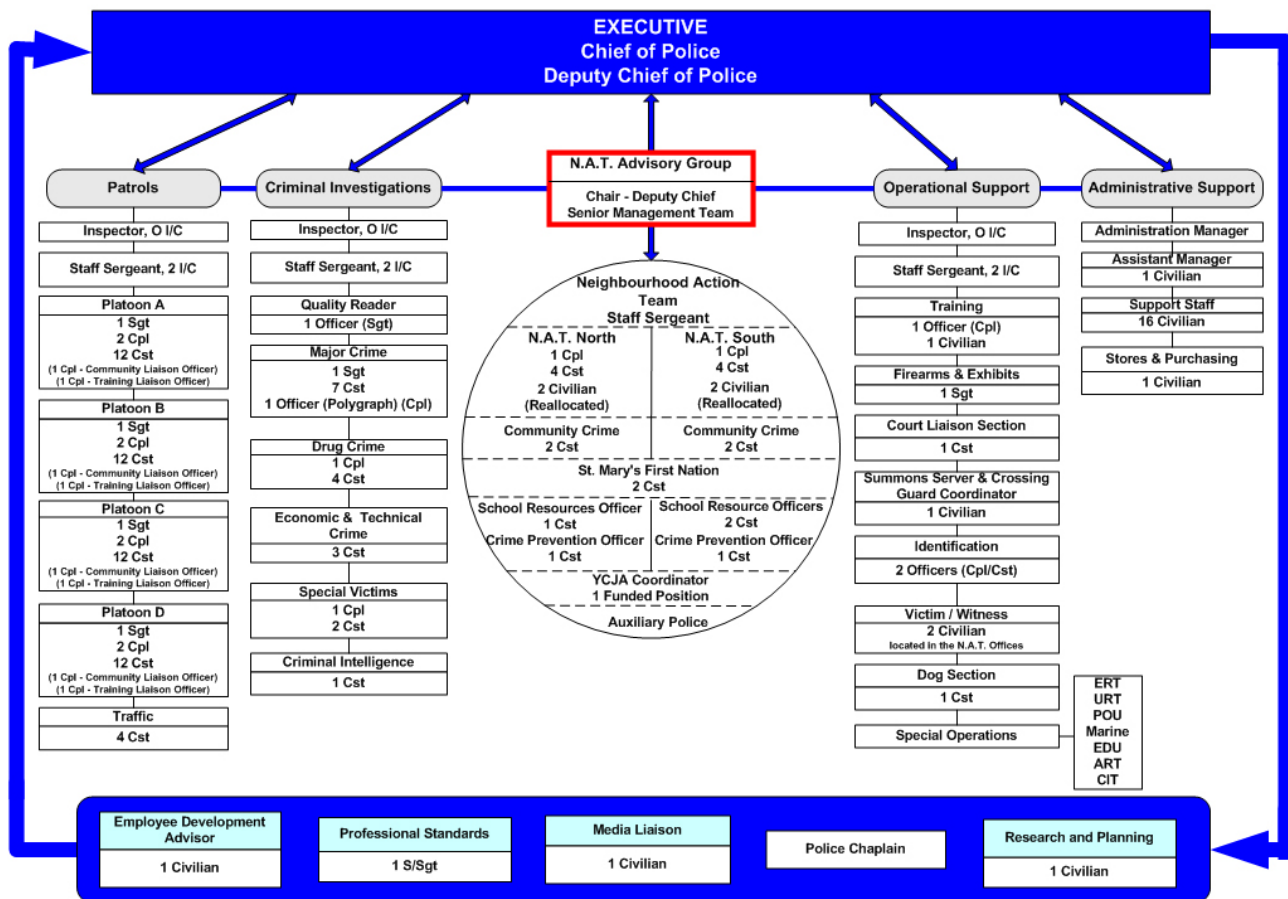 EXECUTIVE
Chief of Police
Deputy Chief of Police
Patrols
Inspector, O I/C
Staff Sergeant, 2 I/C
Platoon A
1 Sgt
2 Cpl
12 Cst
(1 Cpl - Community Liaison Officer)
(1 Cpl - Training Liaison Officer)
Platoon B
1 Sgt
2 Cpl
12 Cst
(1 Cpl - Community Liaison Officer)
(1 Cpl - Training Liaison Officer)
Platoon C
1 Sgt
2 Cpl
12 Cst
(1 Cpl - Community Liaison Officer)
(1 Cpl - Training Liaison Officer)
Platoon D
1 Sgt
2 Cpl
12 Cst
(1 Cpl - Community Liaison Officer)
(1 Cpl - Training Liaison Officer)
Traffic
4 Cst
Criminal Investigations
Inspector, O I/C
Staff Sergeant, 2 I/C
Quality Reader
1 Officer (Sgt)
Major Crime
1 Sgt
7 Cst
1 Officer (Polygraph) (Cpl)
Drug Crime
1 Cpl
4 Cst
Economic & Technical
Crime
3 Cst
Special Victims
1 Cpl
2 Cst
Criminal Intelligence
1 Cst
N.A.T. Advisory Group
Chair - Deputy Chief
Senior Management Team
Neighbourhood Action
Team
Staff Sergeant
N.A.T. North
1 Cpl
4 Cst
2 Civilian
(Reallocated)
N.A.T. South
1 Cpl
4 Cst
2 Civilian
(Reallocated)
Community Crime
2 Cst
Community Crime
2 Cst
St. Mary's First Nation
2 Cst
School Resources Officer
1 Cst
Crime Prevention Officer
1 Cst
School Resource Officers
2 Cst
Crime Prevention Officer
1 Cst
YCJA Coordinator
1 Funded Position
Auxiliary Police
Operational Support
Inspector, O I/C
Staff Sergeant, 2 I/C
Training
1 Officer (Cpl)
1 Civilian
Firearms & Exhibits
1 Sgt
Court Liaison Section
1 Cst
Summons Server & Crossing
Guard Coordinator
1 Civilian
Identification
2 Officers (Cpl/Cst)
Victim / Witness
2 Civilian
located in the N.A.T. Offices
Dog Section
1 Cst
Special Operations
ERT
URT
POU
Marine
EDU
ART
CIT
Administrative Support
Administration Manager
Assistant Manager
1 Civilian
Support Staff
16 Civilian
Stores & Purchasing
1 Civilian
Employee Development
Advisor
1 Civilian
Professional Standards
1 S/Sgt
Media Liaison
1 Civilian
Police Chaplain
Research and Planning
1 Civilian